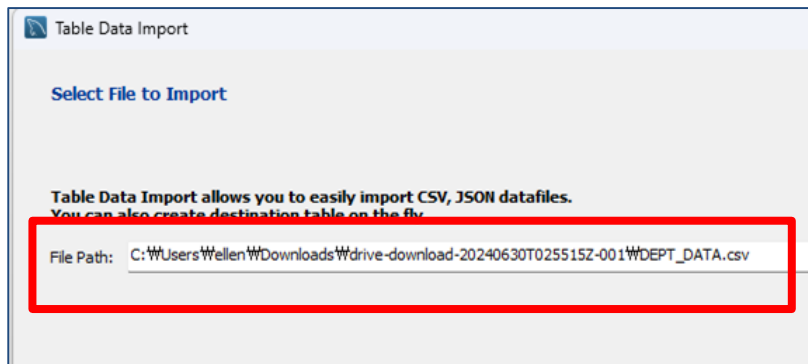 Table Data Import
Select File to Import
Table Data Import allows you to easily import CSV, JSON datafiles.
You can also create destination table on the fly
File Path: C:₩Users₩ellen₩Downloads₩drive-download-20240630T025515Z-001₩DEPT_DATA.csv